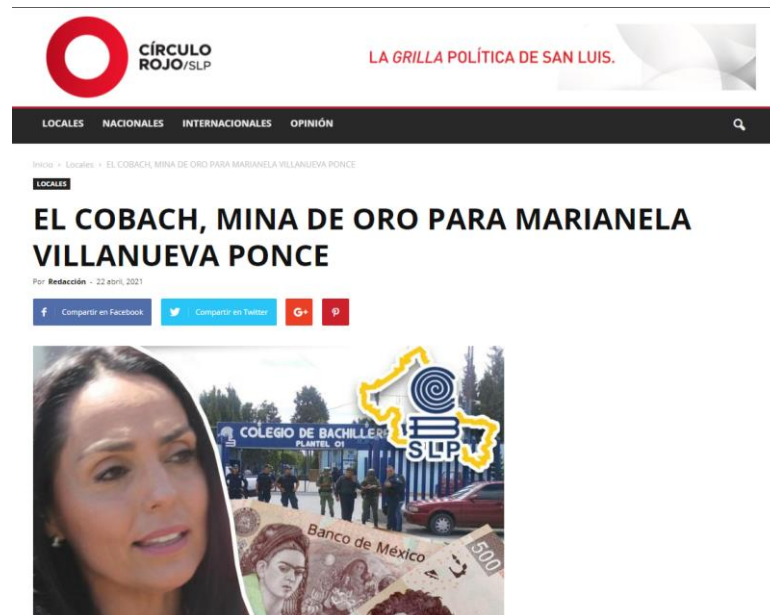 CÍRCULO
ROJO/SLP
LA GRILLA POLÍTICA DE SAN LUIS.
LOCALES NACIONALES INTERNACIONALES OPINIÓN
Inicio › Locales › EL COBACH, MINA DE ORO PARA MARIANELA VILLANUEVA PONCE
LOCALES
EL COBACH, MINA DE ORO PARA MARIANELA
VILLANUEVA PONCE
Por Redacción - 22 abril, 2021
Compartir en Facebook Compartir en Twitter G+
COLEGIO DE BACHILLER
PLANTEL 01
SLP
Banco de México
500